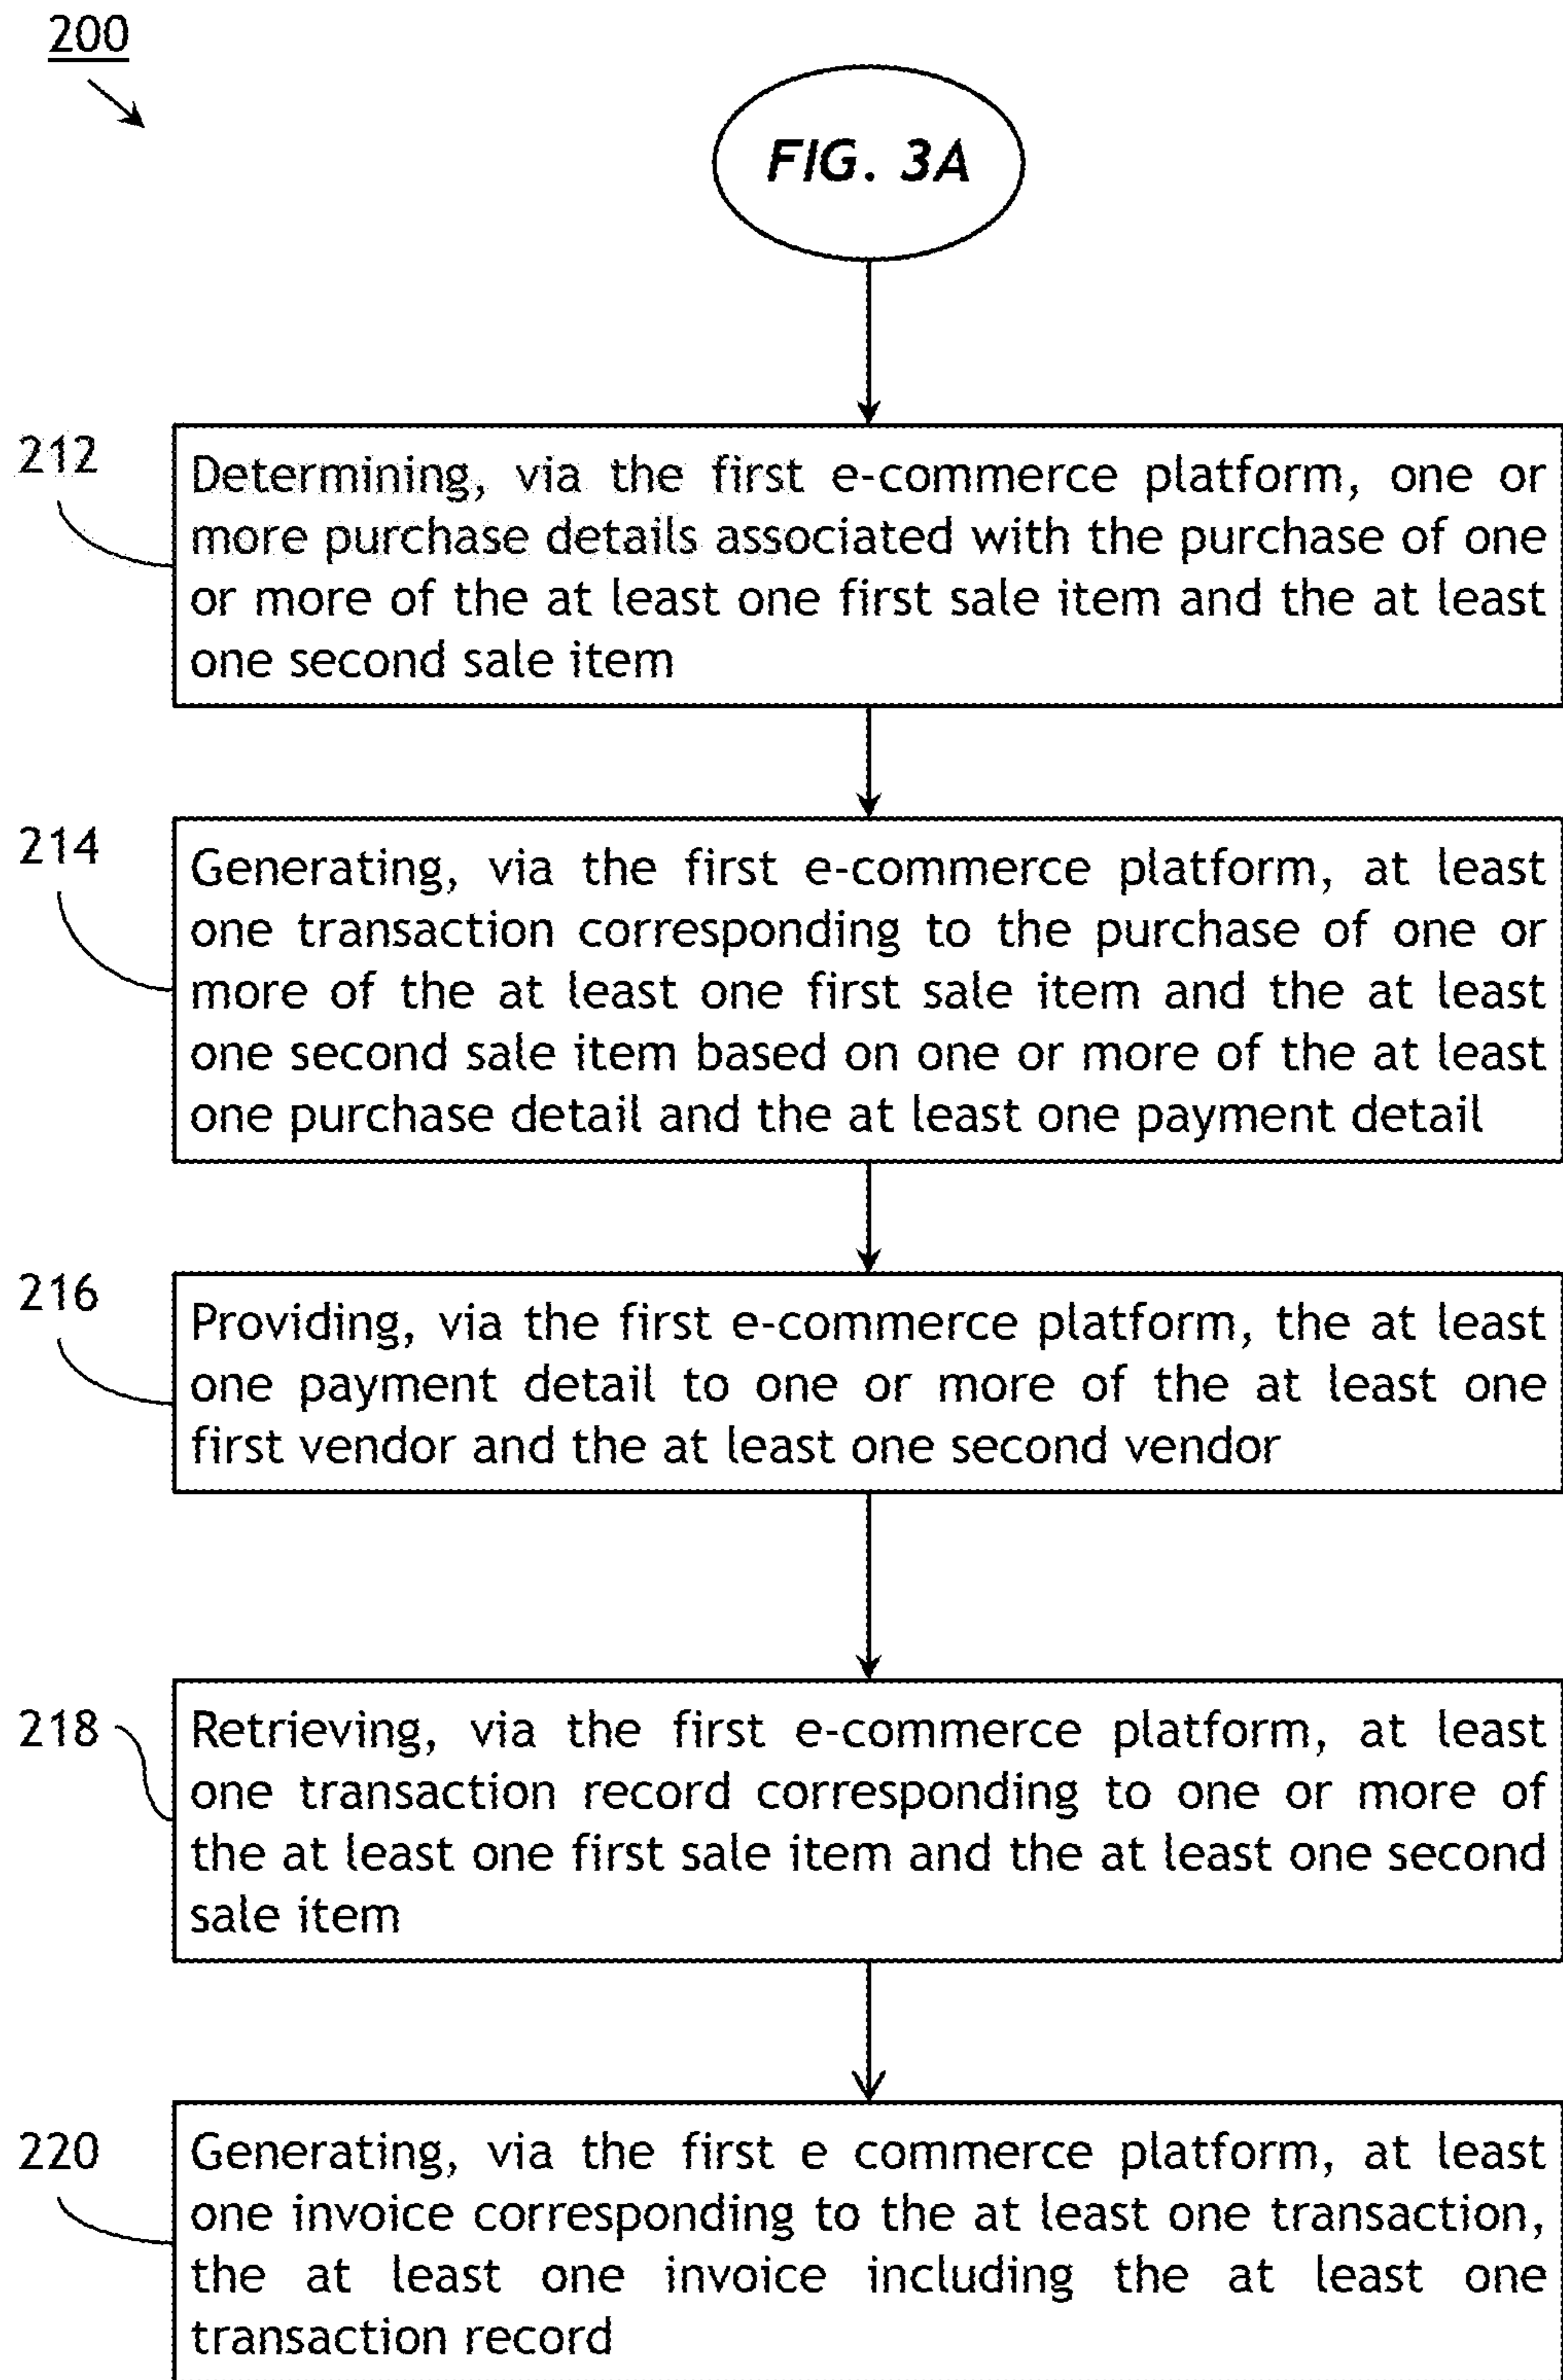 200
FIG. 3A
212
Determining, via the first e-commerce platform, one or
more purchase details associated with the purchase of one
or more of the at least one first sale item and the at least
one second sale item
214
Generating, via the first e-commerce platform, at least
one transaction corresponding to the purchase of one or
more of the at least one first sale item and the at least
one second sale item based on one or more of the at least
one purchase detail and the at least one payment detail
216
Providing, via the first e-commerce platform, the at least
one payment detail to one or more of the at least one
first vendor and the at least one second vendor
218
Retrieving, via the first e-commerce platform, at least
one transaction record corresponding to one or more of
the at least one first sale item and the at least one second
sale item
220
Generating, via the first e commerce platform, at least
one invoice corresponding to the at least one transaction,
the at least one invoice including the at least one
transaction record